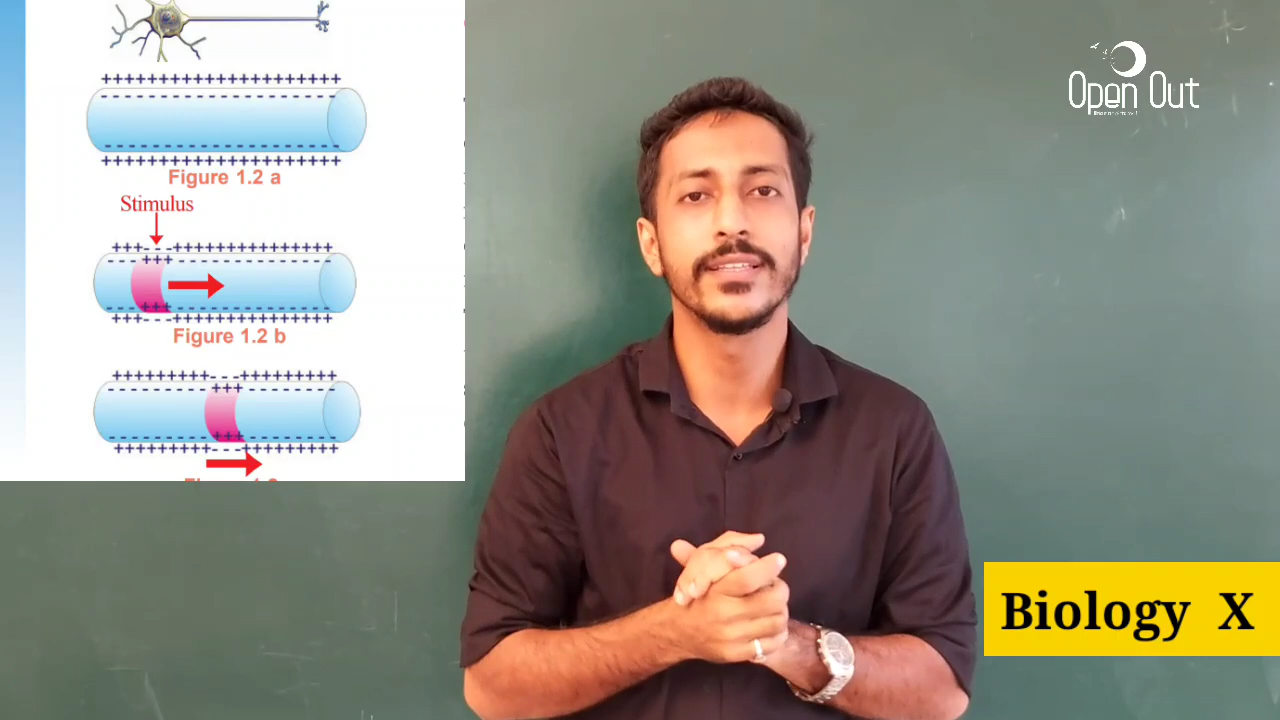 Figure 1.2 a
Stimulus
Figure 1.2 b
Open Out
Biology X